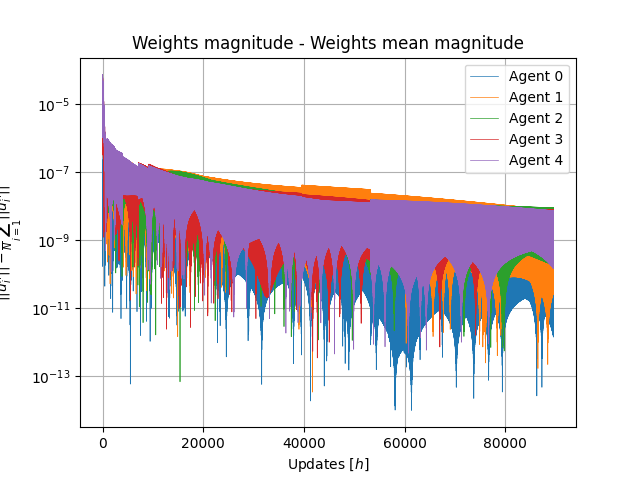 Weights magnitude - Weights mean magnitude
10⁻⁵
10⁻⁷
10⁻⁹
10⁻¹¹
10⁻¹³
0
20000
40000
60000
80000
Updates [h]
Agent 0
Agent 1
Agent 2
Agent 3
Agent 4